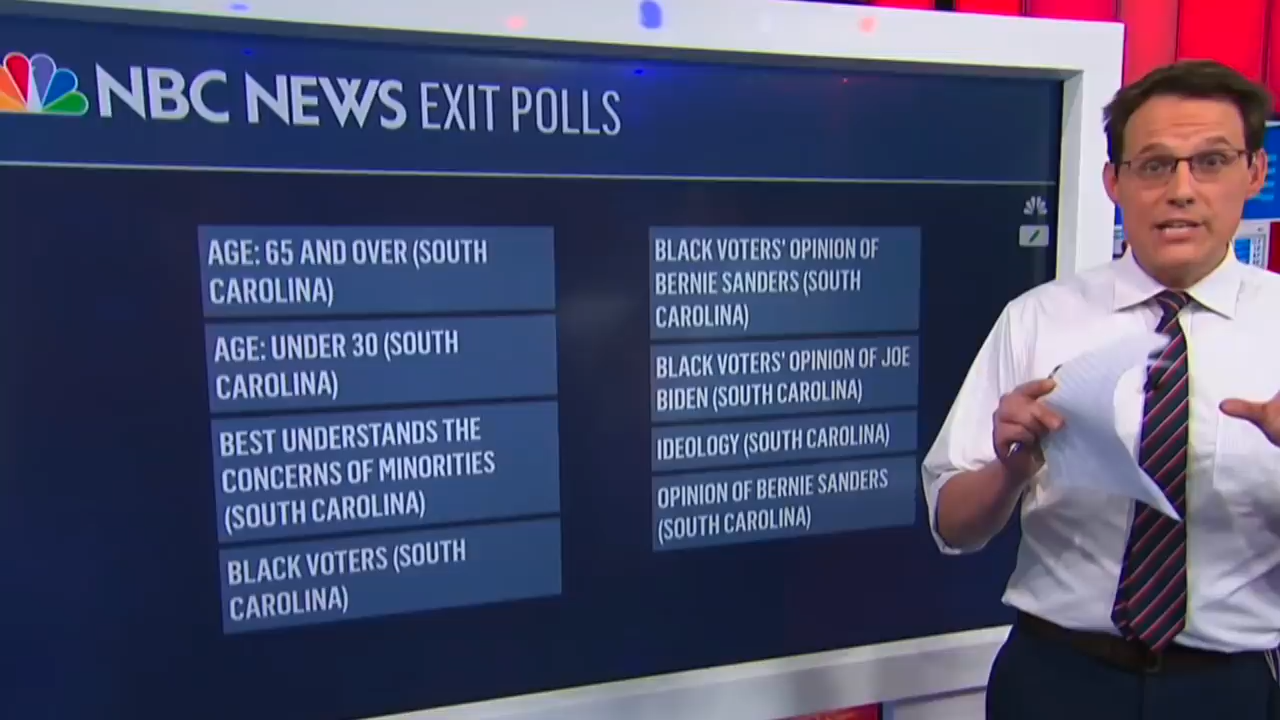 NBC NEWS EXIT POLLS
AGE: 65 AND OVER (SOUTH
CAROLINA)
AGE: UNDER 30 (SOUTH
CAROLINA)
BEST UNDERSTANDS THE
CONCERNS OF MINORITIES
(SOUTH CAROLINA)
BLACK VOTERS (SOUTH
CAROLINA)
BLACK VOTERS' OPINION OF
BERNIE SANDERS (SOUTH
CAROLINA)
BLACK VOTERS' OPINION OF JOE
BIDEN (SOUTH CAROLINA)
IDEOLOGY (SOUTH CAROLINA)
OPINION OF BERNIE SANDERS
(SOUTH CAROLINA)